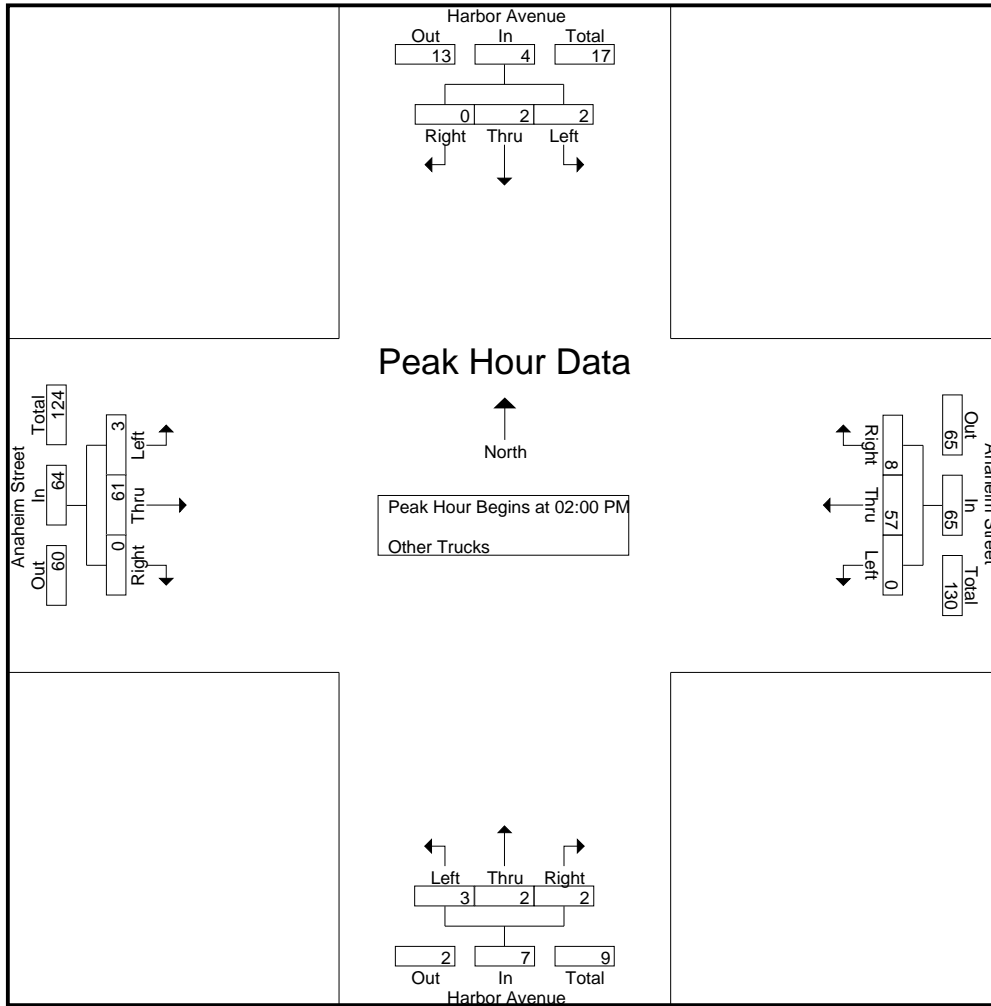 Harbor Avenue
Out In Total
13 4 17
0 2 2
Right Thru Left
Peak Hour Data
North
Peak Hour Begins at 02:00 PM
Other Trucks
Anaheim Street
Total In Out
124 64 60
3 61 0
Left Thru Right
Anaheim Street
Out In Total
65 65 130
8 57 0
Right Thru Left
Left Thru Right
3 2 2
2 7 9
Out In Total
Harbor Avenue